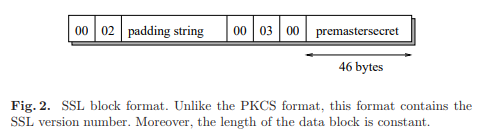 00 02 padding string 00 03 00 premastersecret
46 bytes
Fig. 2. SSL block format. Unlike the PKCS format, this format contains the
SSL version number. Moreover, the length of the data block is constant.